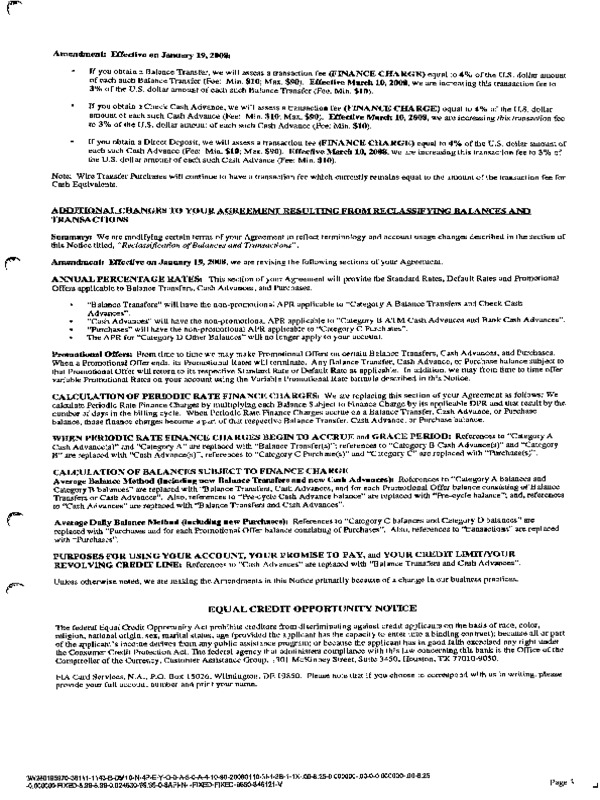 Amendment: Effective on January 19, 2008:
• If you obtain a Balance Transfer, we will assess a transaction fee (FINANCE CHARGE) equal to 4% of the U.S. dollar amount
of each such Balance Transfer (Fee: Min. $10; Max. $90). Effective March 10, 2008, we are increasing this transaction fee to
3% of the U.S. dollar amount of each such Balance Transfer (Fee: Min. $10).
• If you obtain a Check Cash Advance, we will assess a transaction fee (FINANCE CHARGE) equal to 4% of the U.S. dollar
amount of each such Cash Advance (Fee: Min. $10; Max. $90). Effective March 10, 2008, we are increasing this transaction fee
to 3% of the U.S. dollar amount of each such Cash Advance (Fee: Min. $10).
• If you obtain a Direct Deposit, we will assess a transaction fee (FINANCE CHARGE) equal to 4% of the U.S. dollar amount of
each such Cash Advance (Fee: Min. $10; Max. $90). Effective March 10, 2008, we are increasing this transaction fee to 3% of
the U.S. dollar amount of each such Cash Advance (Fee: Min. $10).
Note: Wire Transfer Purchases will continue to have a transaction fee which currently remains equal to the amount of the transaction fee for
Cash Equivalents.
ADDITIONAL CHANGES TO YOUR AGREEMENT RESULTING FROM RECLASSIFYING BALANCES AND
TRANSACTIONS
Summary: We are modifying certain terms of your Agreement to reflect terminology and account usage changes described in the section of
this Notice titled, "Reclassification of Balances and Transactions".
Amendment: Effective on January 19, 2008, we are revising the following sections of your Agreement.
ANNUAL PERCENTAGE RATES: This section of your Agreement will provide the Standard Rates, Default Rates and Promotional
Offers applicable to Balance Transfers, Cash Advances, and Purchases.
• "Balance Transfers" will have the non-promotional APR applicable to "Category A Balance Transfers and Check Cash
Advances".
• "Cash Advances" will have the non-promotional APR applicable to "Category B ATM Cash Advances and Bank Cash Advances".
• "Purchases" will have the non-promotional APR applicable to "Category C Purchases".
• The APR for "Category D Other Balances" will no longer apply to your account.
Promotional Offers: From time to time we may make Promotional Offers on certain Balance Transfers, Cash Advances, and Purchases.
When a Promotional Offer ends, its Promotional Rates will terminate. Any Balance Transfer, Cash Advance, or Purchase balance subject to
that Promotional Offer will return to its respective Standard Rate or Default Rate as applicable. In addition, we may from time to time offer
variable Promotional Rates on your account using the Variable Promotional Rate formula described in this Notice.
CALCULATION OF PERIODIC RATE FINANCE CHARGES: We are replacing this section of your Agreement as follows: We
calculate Periodic Rate Finance Charges by multiplying each Balance Subject to Finance Charge by its applicable DPR and that result by the
number of days in the billing cycle. When Periodic Rate Finance Charges accrue on a Balance Transfer, Cash Advance, or Purchase
balance, those finance charges become a part of that respective Balance Transfer, Cash Advance, or Purchase balance.
WHEN PERIODIC RATE FINANCE CHARGES BEGIN TO ACCRUE and GRACE PERIOD: References to "Category A
Cash Advance(s)" and "Category A" are replaced with "Balance Transfer(s)"; references to "Category B Cash Advance(s)" and "Category
B" are replaced with "Cash Advance(s)", references to "Category C Purchase(s)" and "Category C" are replaced with "Purchase(s)".
CALCULATION OF BALANCES SUBJECT TO FINANCE CHARGE
Average Balance Method (including new Balance Transfers and new Cash Advances): References to "Category A balances and
Category B balances" are replaced with "Balance Transfers, Cash Advances, and for each Promotional Offer balance consisting of Balance
Transfers or Cash Advances". Also, references to "Pre-cycle Cash Advance balance" are replaced with "Pre-cycle balance"; and, references
to "Cash Advances" are replaced with "Balance Transfers and Cash Advances".
Average Daily Balance Method (including new Purchases): References to "Category C balances and Category D balances" are
replaced with "Purchases and for each Promotional Offer balance consisting of Purchases". Also, references to "transactions" are replaced
with "Purchases".
PURPOSES FOR USING YOUR ACCOUNT, YOUR PROMISE TO PAY, and YOUR CREDIT LIMIT/YOUR
REVOLVING CREDIT LINE: References to "Cash Advances" are replaced with "Balance Transfers and Cash Advances".
Unless otherwise noted, we are making the Amendments in this Notice primarily because of a change in our business practices.
EQUAL CREDIT OPPORTUNITY NOTICE
The federal Equal Credit Opportunity Act prohibits creditors from discriminating against credit applicants on the basis of race, color,
religion, national origin, sex, marital status, age (provided the applicant has the capacity to enter into a binding contract); because all or part
of the applicant's income derives from any public assistance program; or because the applicant has in good faith exercised any right under
the Consumer Credit Protection Act. The federal agency that administers compliance with this law concerning this bank is the Office of the
Comptroller of the Currency, Customer Assistance Group, 1301 McKinney Street, Suite 3450, Houston, TX 77010-9050.
FIA Card Services, N.A., P.O. Box 15026, Wilmington, DE 19850. Please note that if you choose to correspond with us in writing, please
provide your full account number and print your name.
Page